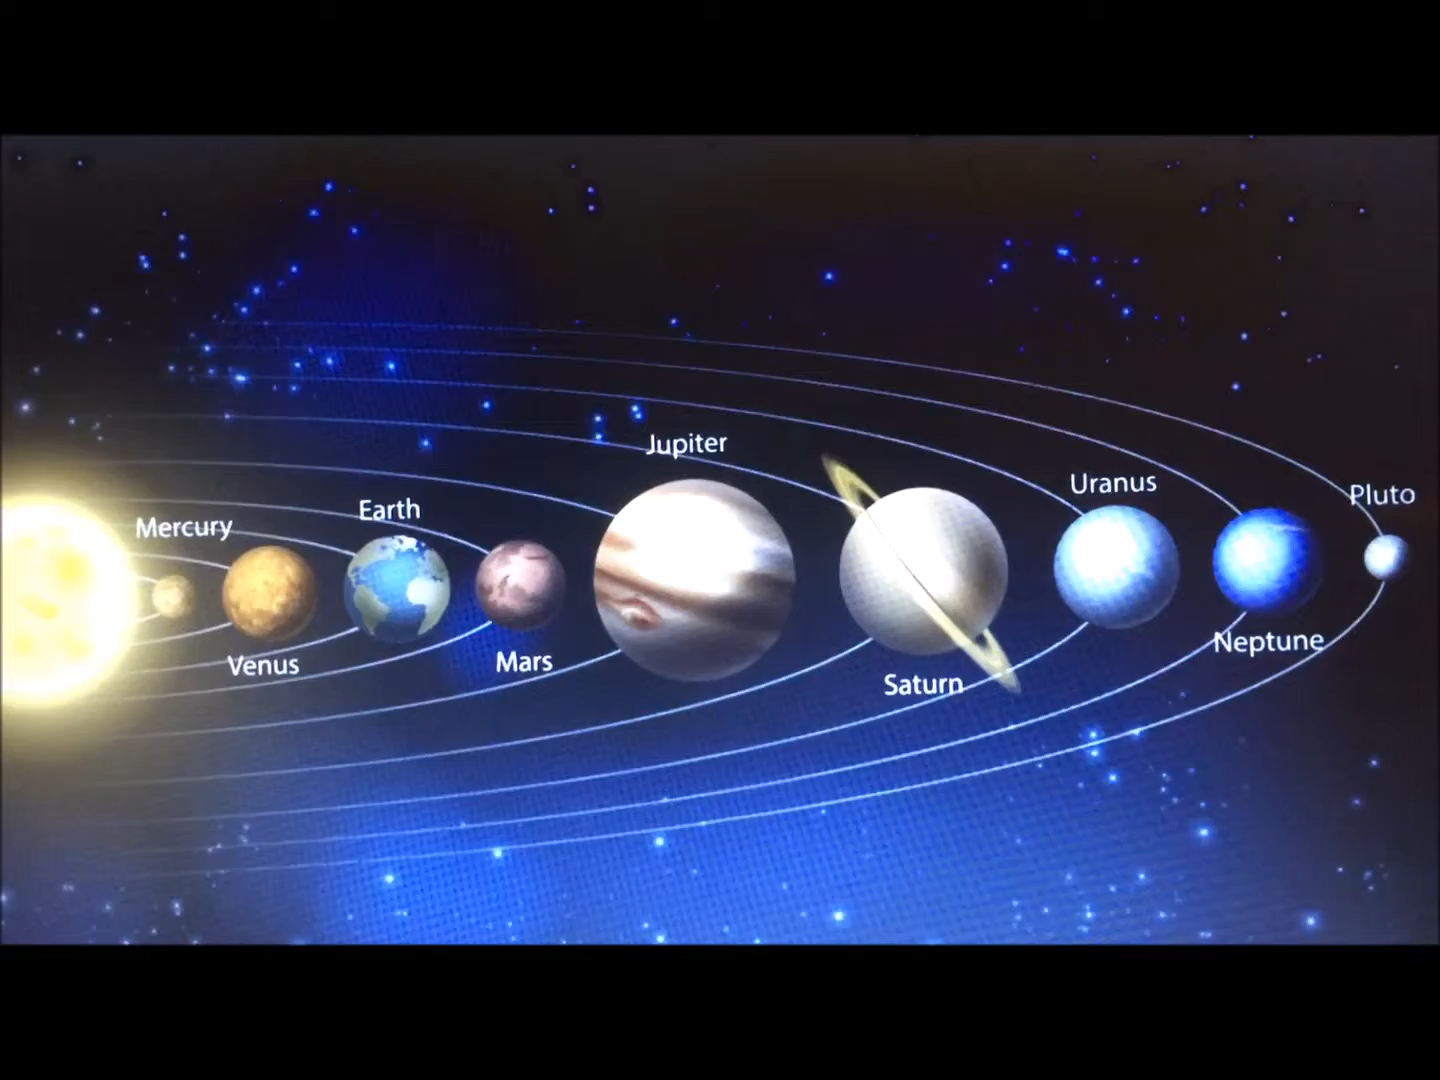 Mercury
Venus
Earth
Mars
Jupiter
Saturn
Uranus
Neptune
Pluto